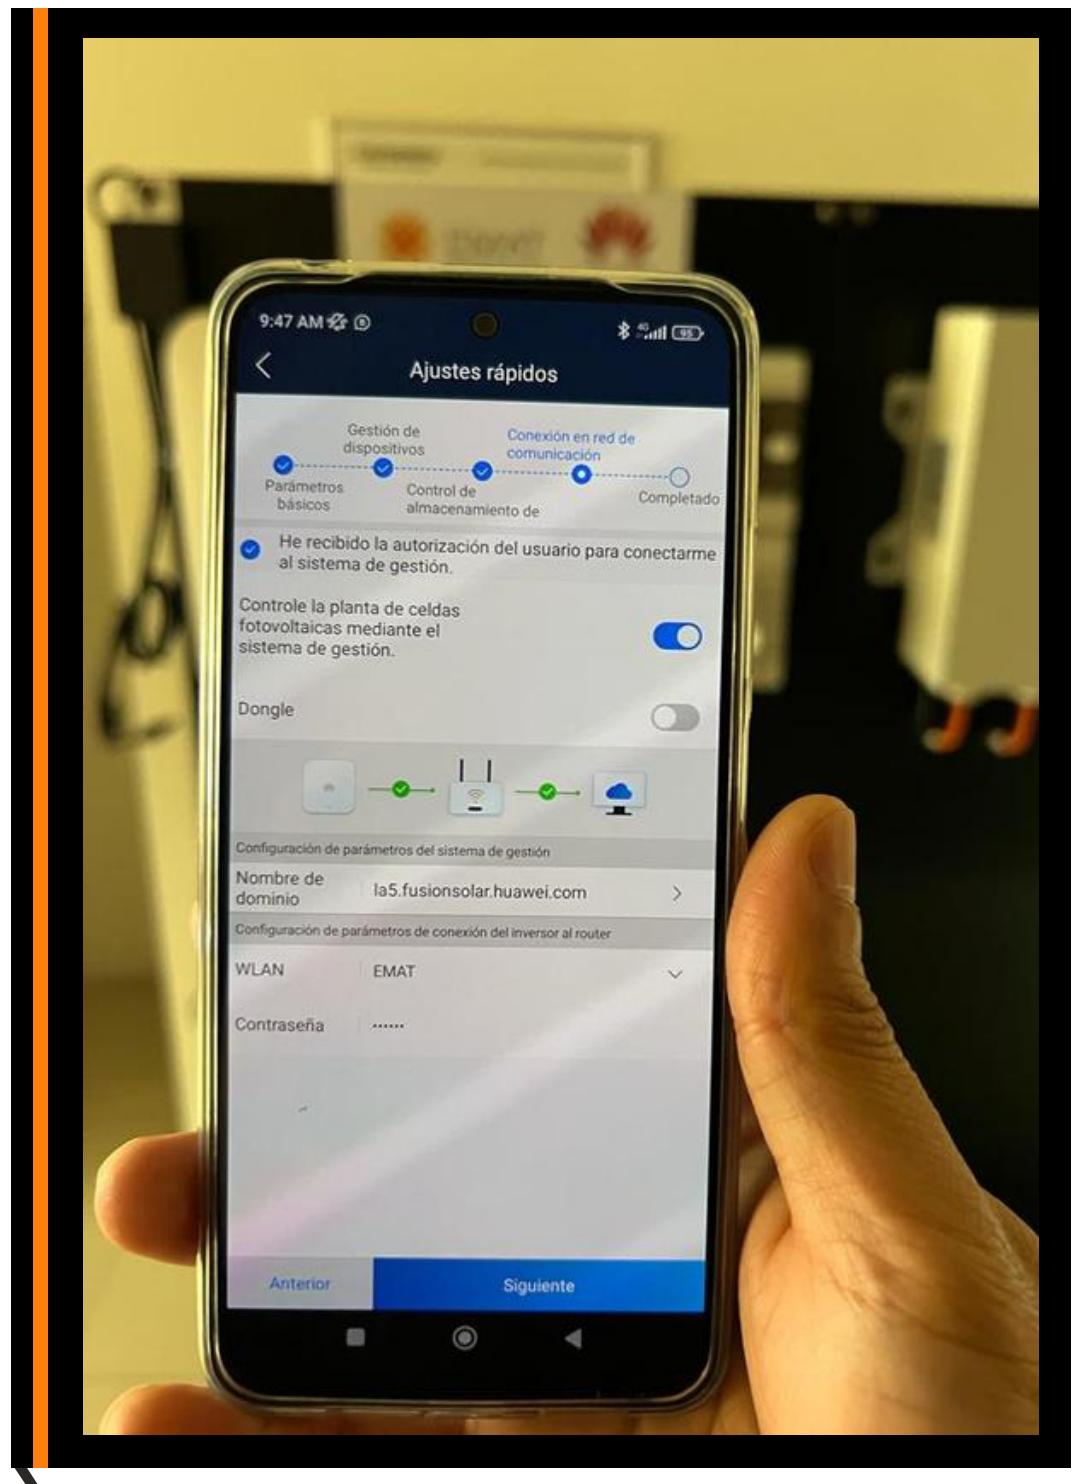 9:47 AM
4G
95
Ajustes rápidos
Gestión de
dispositivos
Conexión en red de
comunicación
Parámetros
básicos
Control de
almacenamiento de
Completado
He recibido la autorización del usuario para conectarme
al sistema de gestión.
Controle la planta de celdas
fotovoltaicas mediante el
sistema de gestión.
Dongle
Configuración de parámetros del sistema de gestión
Nombre de
dominio
la5.fusionsolar.huawei.com
Configuración de parámetros de conexión del inversor al router
WLAN
EMAT
Contraseña
••••••
Anterior
Siguiente